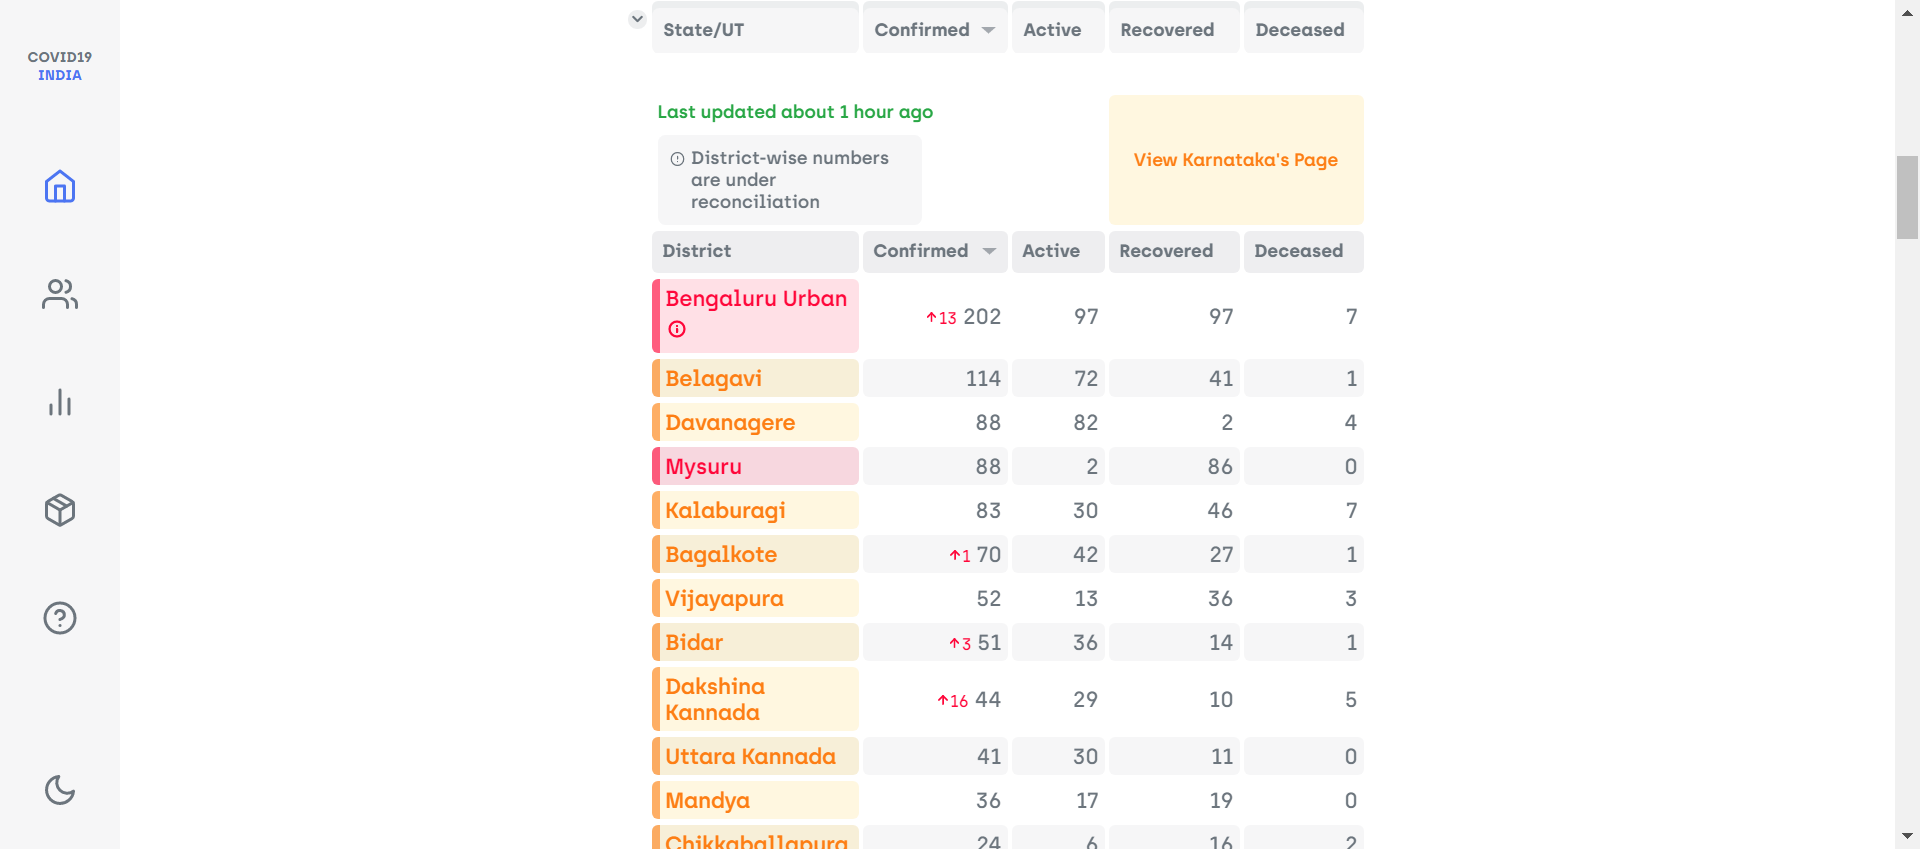 COVID19
INDIA
State/UT Confirmed Active Recovered Deceased
Last updated about 1 hour ago
District-wise numbers
are under
reconciliation
View Karnataka's Page
District Confirmed Active Recovered Deceased
Bengaluru Urban ↑13 202 97 97 7
Belagavi 114 72 41 1
Davanagere 88 82 2 4
Mysuru 88 2 86 0
Kalaburagi 83 30 46 7
Bagalkote ↑1 70 42 27 1
Vijayapura 52 13 36 3
Bidar ↑3 51 36 14 1
Dakshina
Kannada ↑16 44 29 10 5
Uttara Kannada 41 30 11 0
Mandya 36 17 19 0
Chikkaballapura 24 6 16 2